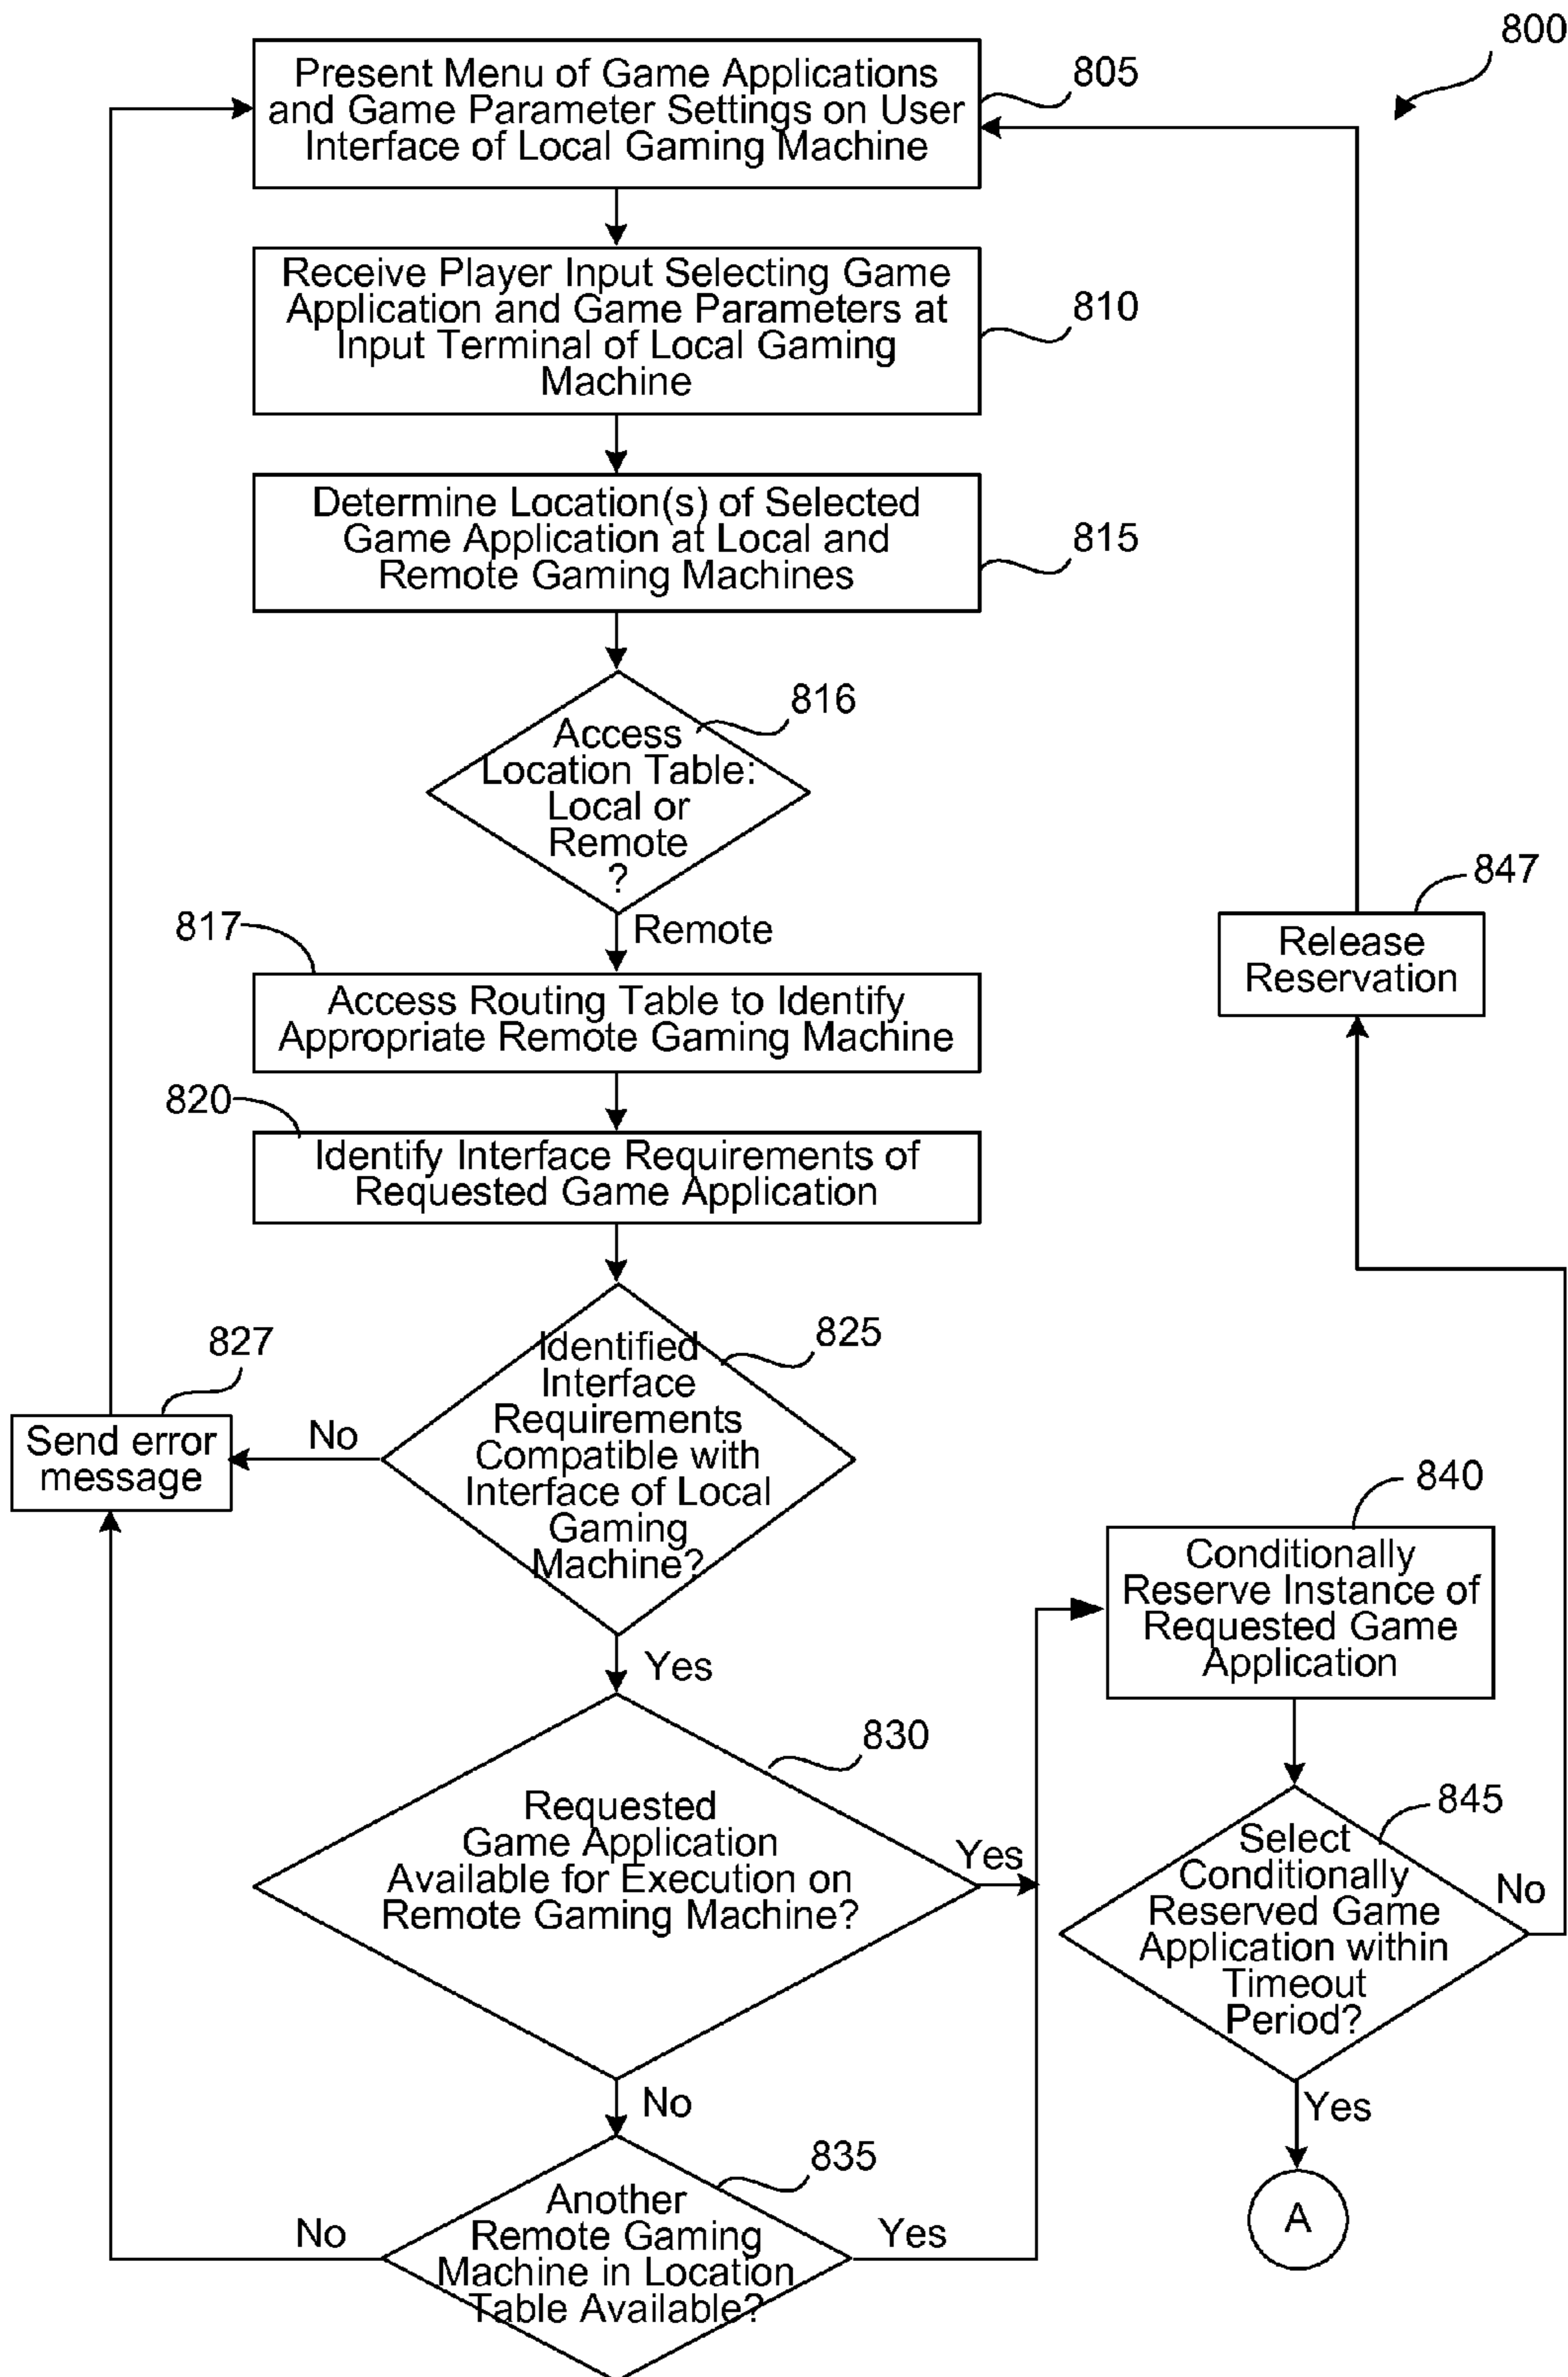 800
Present Menu of Game Applications
and Game Parameter Settings on User
Interface of Local Gaming Machine
805
Receive Player Input Selecting Game
Application and Game Parameters at
Input Terminal of Local Gaming
Machine
810
Determine Location(s) of Selected
Game Application at Local and
Remote Gaming Machines
815
Access
Location Table:
Local or
Remote
?
816
Remote
817
Access Routing Table to Identify
Appropriate Remote Gaming Machine
847
Release
Reservation
820
Identify Interface Requirements of
Requested Game Application
Identified
Interface
Requirements
Compatible with
Interface of Local
Gaming
Machine?
825
827
Send error
message
No
Yes
840
Conditionally
Reserve Instance of
Requested Game
Application
830
Requested
Game Application
Available for Execution on
Remote Gaming Machine?
Yes
No
845
Select
Conditionally
Reserved Game
Application within
Timeout
Period?
No
Yes
A
835
Another
Remote Gaming
Machine in Location
Table Available?
No
Yes